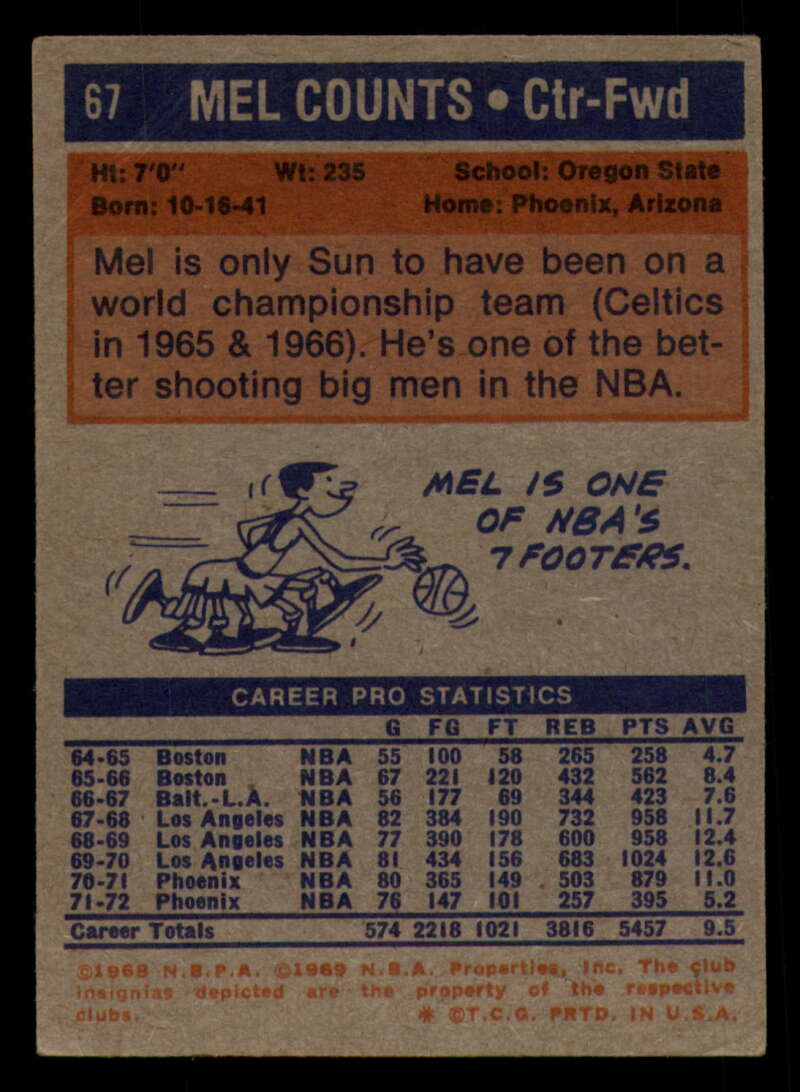 67 MEL COUNTS • Ctr-Fwd
Ht: 7'0" Wt: 235 School: Oregon State
Born: 10-16-41 Home: Phoenix, Arizona
Mel is only Sun to have been on a
world championship team (Celtics
in 1965 & 1966). He's one of the bet-
ter shooting big men in the NBA.
MEL IS ONE
OF NBA'S
7 FOOTERS.
CAREER PRO STATISTICS
G FG FT REB PTS AVG
64-65 Boston NBA 55 100 58 265 258 4.7
65-66 Boston NBA 67 221 120 432 562 8.4
66-67 Balt.-L.A. NBA 56 177 69 344 423 7.6
67-68 Los Angeles NBA 82 384 190 732 958 11.7
68-69 Los Angeles NBA 77 390 178 600 958 12.4
69-70 Los Angeles NBA 81 434 156 683 1024 12.6
70-71 Phoenix NBA 80 365 149 503 879 11.0
71-72 Phoenix NBA 76 147 101 257 395 5.2
Career Totals 574 2218 1021 3816 5457 9.5
©1968 N.B.P.A. ©1969 N.B.A. Properties, Inc. The club
insignias depicted are the property of the respective
clubs. * ©T.C.G. PRTD. IN U.S.A.